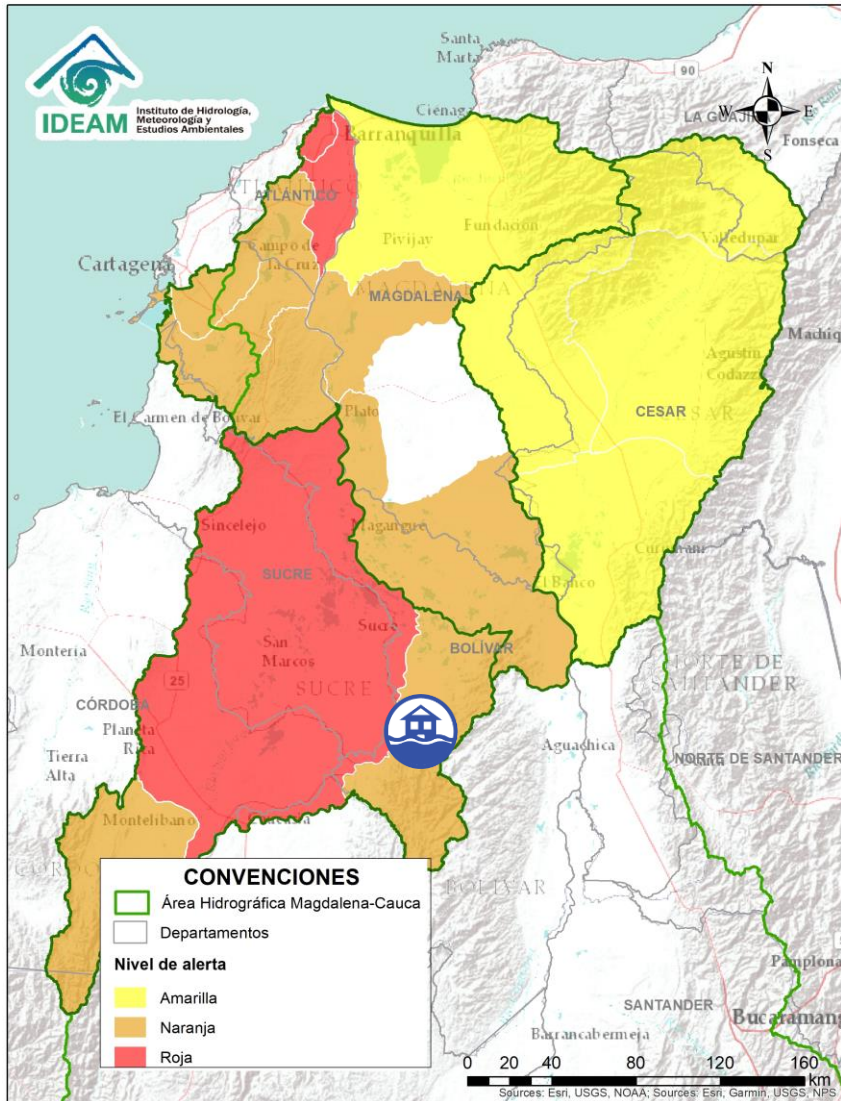 IDEAM
Instituto de Hidrología,
Meteorología y
Estudios Ambientales
Santa
Marta
90
N
W
E
S
Ciénaga
LA GUAJIRA
Fonseca
Barranquilla
ATLÁNTICO
Fundación
Valledupar
Pivijay
Campo de
la Cruz
Cartagena
MAGDALENA
MAGDALENA
Agustín
Codazzi
CESAR
El Carmen de Bolívar
Plato
Sincelejo
Magangue
SUCRE
El Banco
Sucre
BOLÍVAR
Montería
San
Marcos
SUCRE
NORTE DE
SANTANDER
25
CÓRDOBA
Planeta
Rica
Tierra
Alta
Aguachica
NORTE DE SANTANDER
Montelibano
BOLÍVAR
CONVENCIONES
Área Hidrográfica Magdalena-Cauca
Departamentos
Nivel de alerta
Amarilla
Naranja
Roja
Pamplona
SANTANDER
Bucaramang
Barrancabermeja
0 20 40 80 120 160
km
Sources: Esri, USGS, NOAA; Sources: Esri, Garmin, USGS, NPS